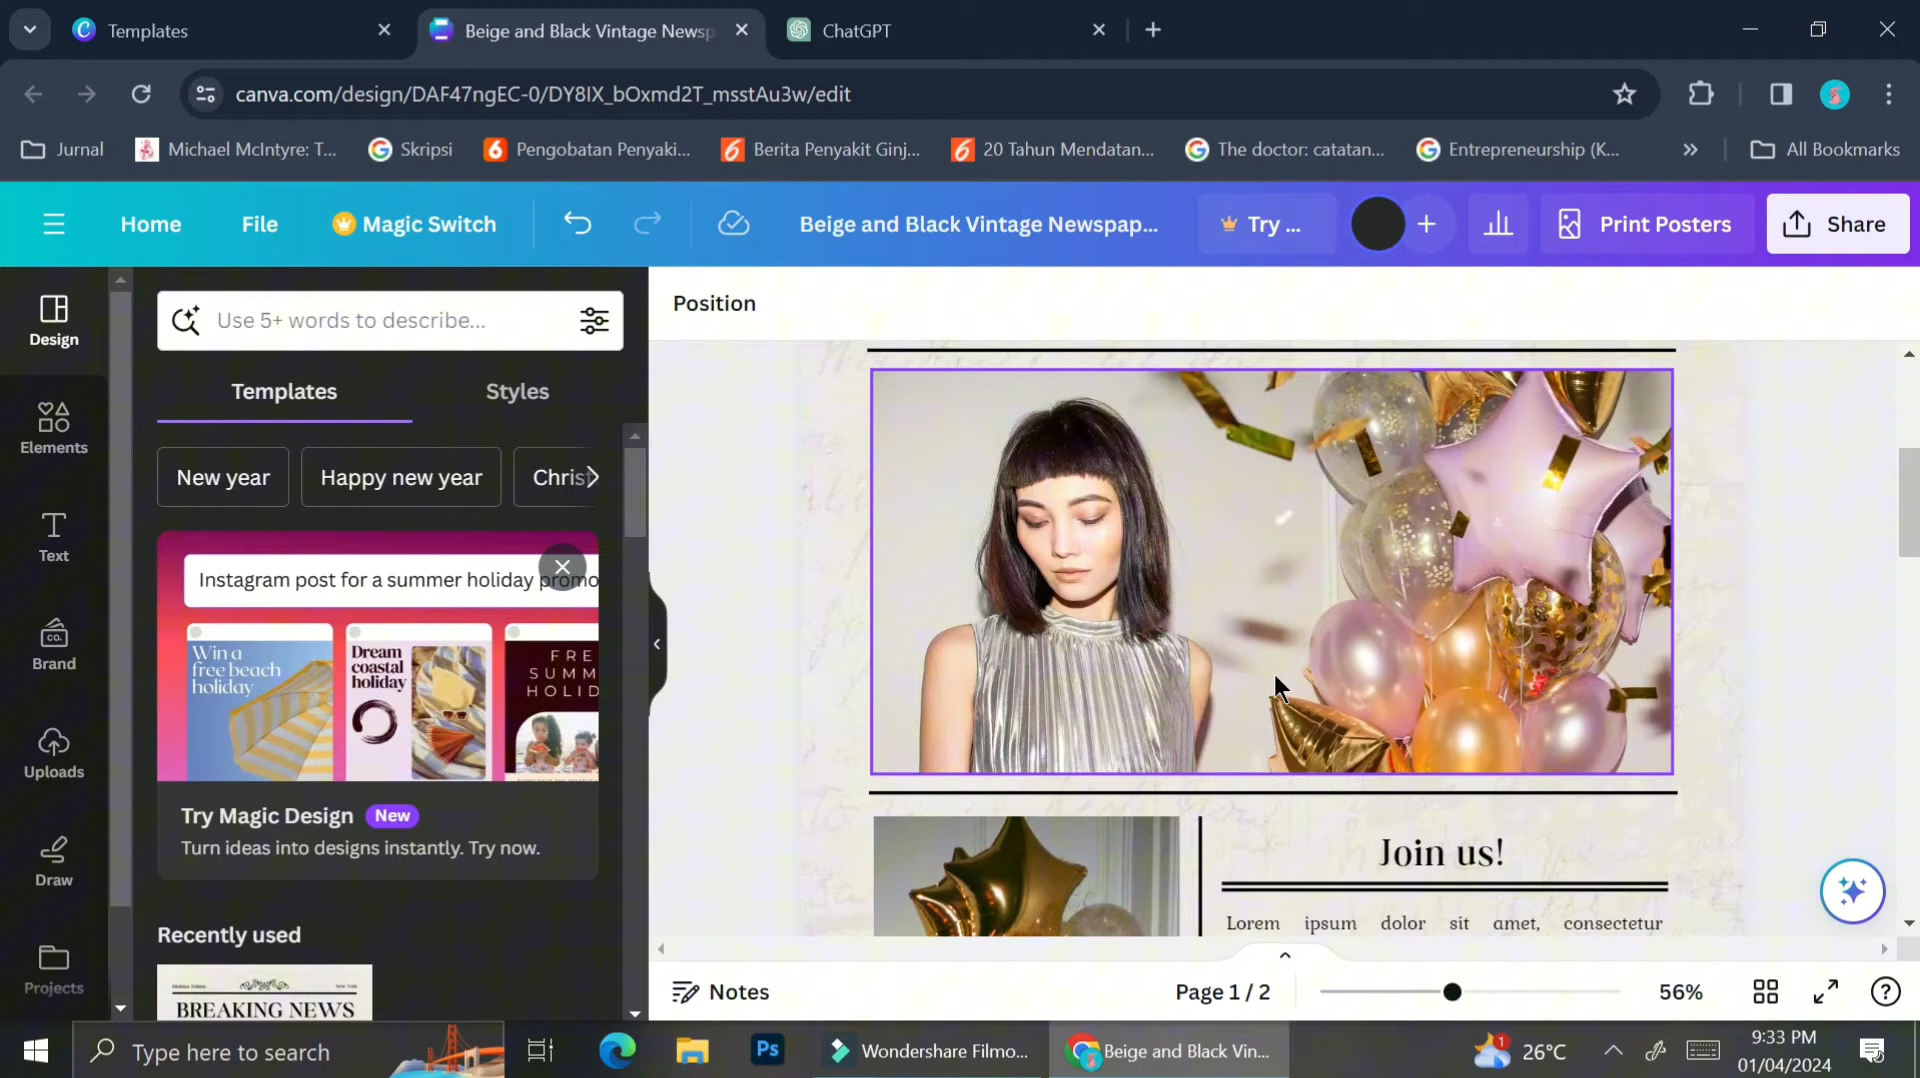 Templates
Beige and Black Vintage Newsp
ChatGPT
canva.com/design/DAF47ngEC-0/DY8IX_bOxmd2T_msstAu3w/edit
Jurnal
Michael McIntyre: T...
Skripsi
Pengobatan Penyaki...
Berita Penyakit Ginj...
20 Tahun Mendatan...
The doctor: catatan...
Entrepreneurship (K...
All Bookmarks
Home
File
Magic Switch
Beige and Black Vintage Newspap...
Try ...
Print Posters
Share
Design
Elements
Text
Brand
Uploads
Draw
Projects
Use 5+ words to describe...
Templates
Styles
New year
Happy new year
Christ
Instagram post for a summer holiday promo
Win a
free beach
holiday
Dream
coastal
holiday
FRE
SUMM
HOLID
Try Magic Design
New
Turn ideas into designs instantly. Try now.
Recently used
New York
BREAKING NEWS
Position
Join us!
Lorem ipsum dolor sit amet, consectetur
Notes
Page 1 / 2
56%
Type here to search
Ps
Wondershare Filmo...
Beige and Black Vin...
1
26°C
9:33 PM
01/04/2024